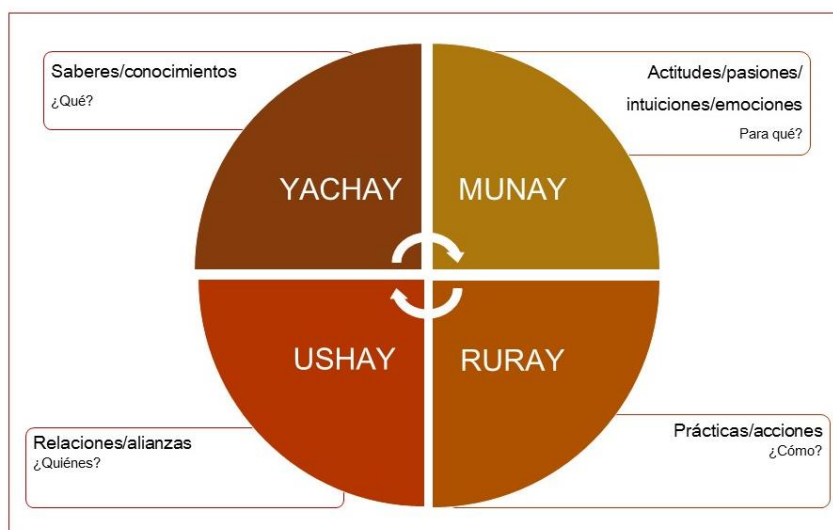 Saberes/conocimientos
¿Qué?
Actitudes/pasiones/
intuiciones/emociones
Para qué?
YACHAY
MUNAY
USHAY
RURAY
Relaciones/alianzas
¿Quiénes?
Prácticas/acciones
¿Cómo?